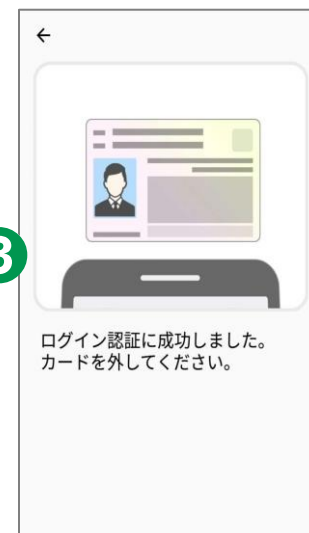 ←
3
ログイン認証に成功しました。
カードを外してください。